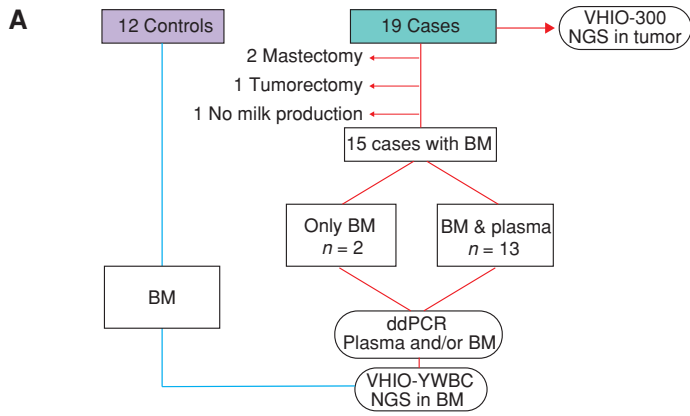 A
12 Controls
19 Cases
VHIO-300
NGS in tumor
2 Mastectomy
1 Tumorectomy
1 No milk production
15 cases with BM
Only BM
n = 2
BM & plasma
n = 13
BM
ddPCR
Plasma and/or BM
VHIO-YWBC
NGS in BM